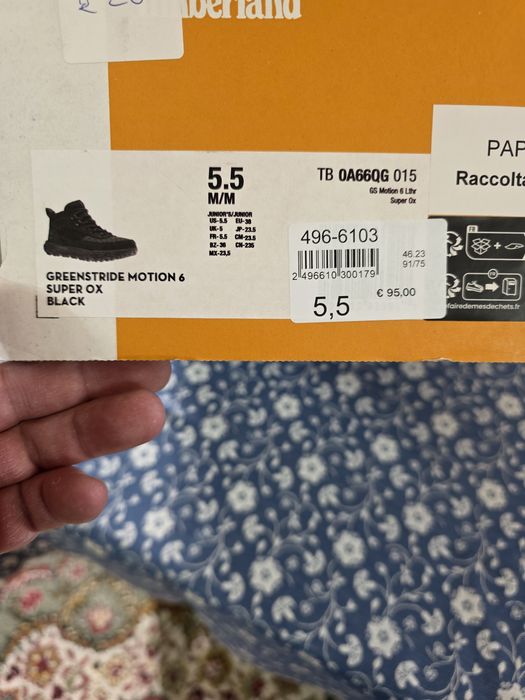 Timberland
5.5
M/M
JUNIOR'S/JUNIOR
US-5.5 EU-38
UK-5 JP-23.5
FR-5.5 CM-23.5
BZ-36 CN-235
MX-23,5
TB 0A66QG 015
GS Motion 6 Lthr
Super Ox
GREENSTRIDE MOTION 6
SUPER OX
BLACK
496-6103
46.23
91/75
2 496610 300179
5,5
€ 95,00
PAP
Raccolta
FR
fairedemesdechets.fr